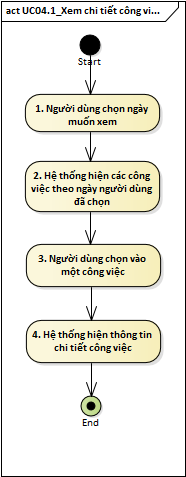 act UC04.1_Xem chi tiết công vi...
Start
1. Người dùng chọn ngày
muốn xem
2. Hệ thống hiện các công
việc theo ngày người dùng
đã chọn
3. Người dùng chọn vào
một công việc
4. Hệ thống hiện thông tin
chi tiết công việc
End